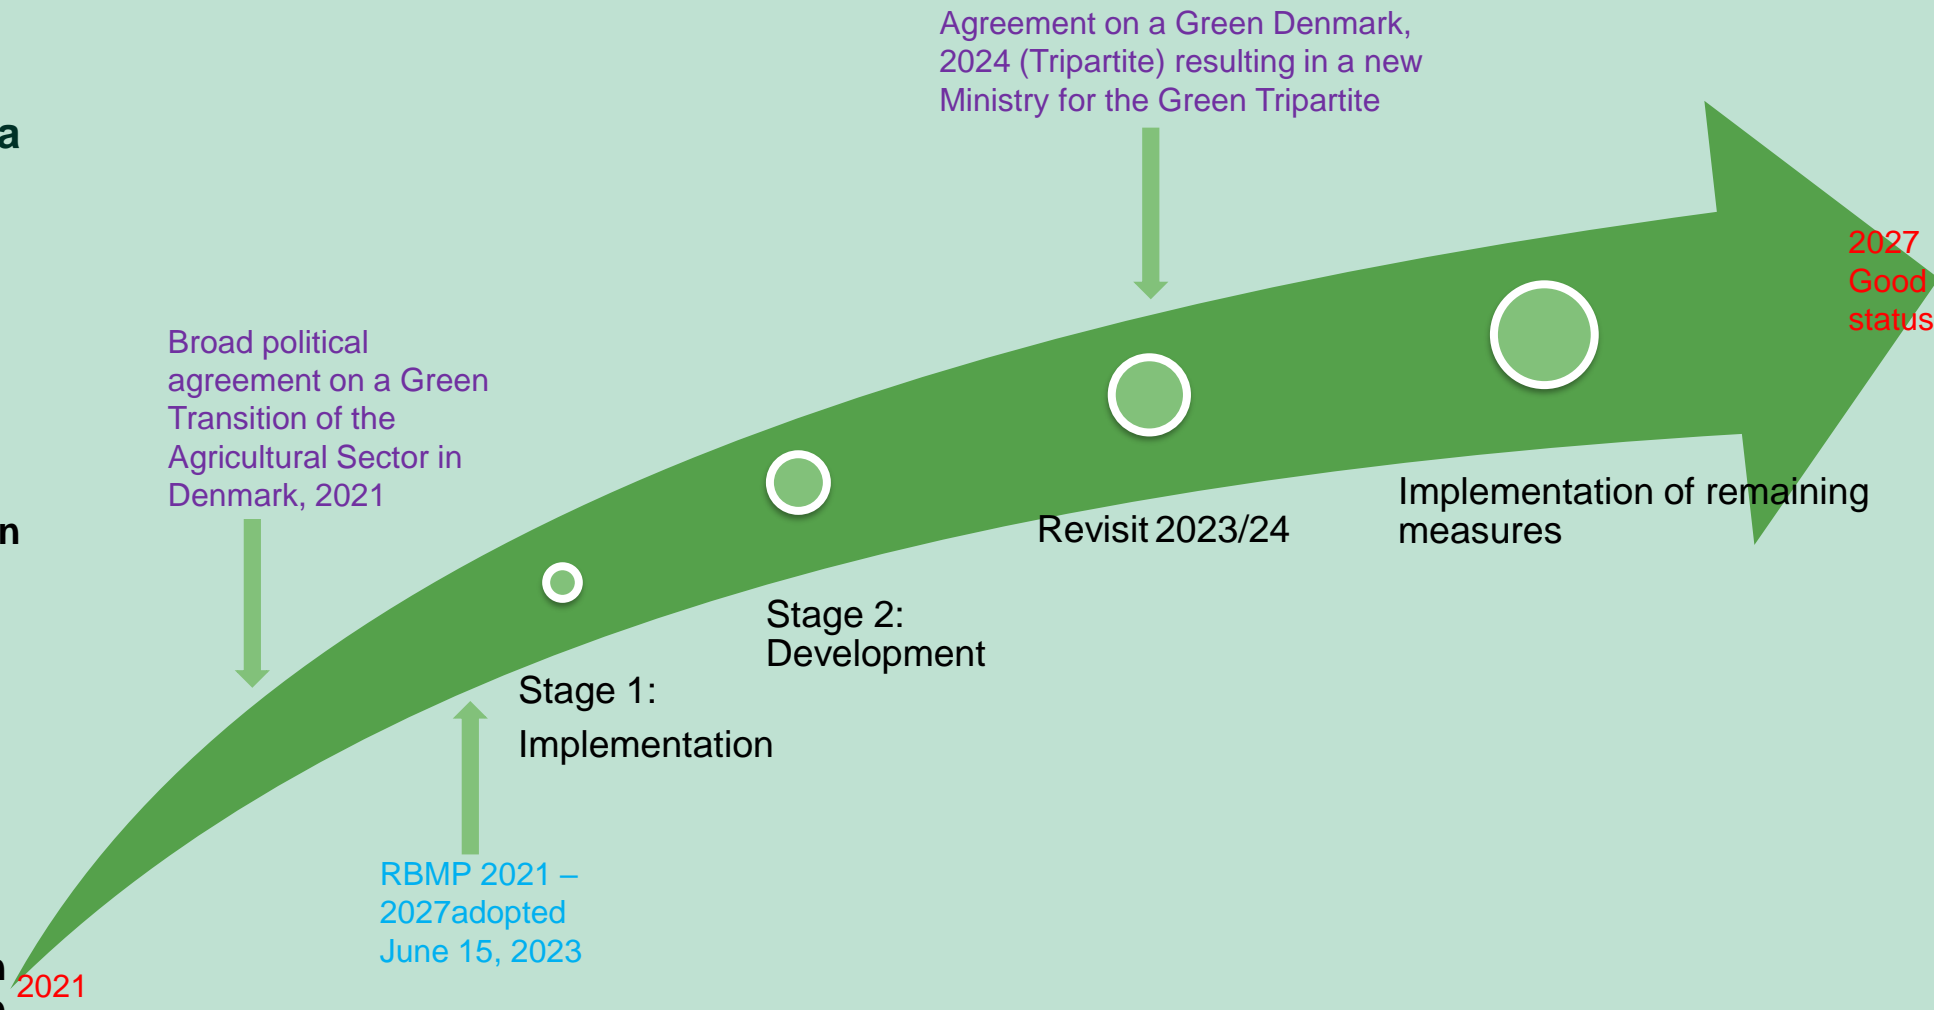 Agreement on a Green Denmark,
2024 (Tripartite) resulting in a new
Ministry for the Green Tripartite
a
2027
Good
status
Broad political
agreement on a Green
Transition of the
Agricultural Sector in
Denmark, 2021
n
Implementation of remaining
measures
Revisit 2023/24
Stage 2:
Development
Stage 1:
Implementation
RBMP 2021 –
2027adopted
June 15, 2023
2021